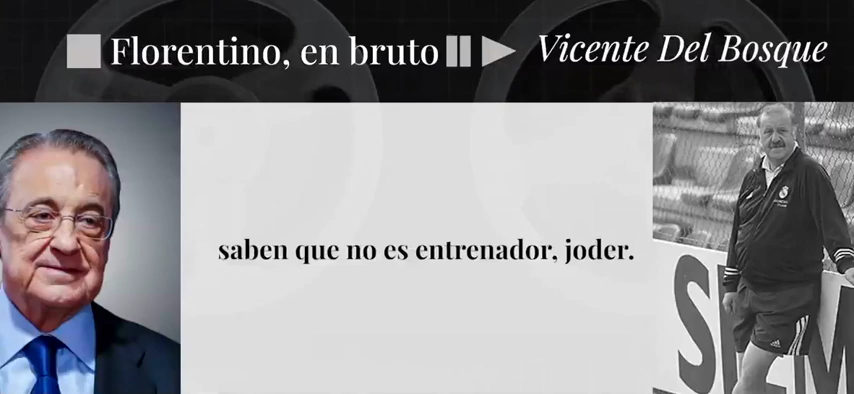 Florentino, en bruto
Vicente Del Bosque
saben que no es entrenador, joder.